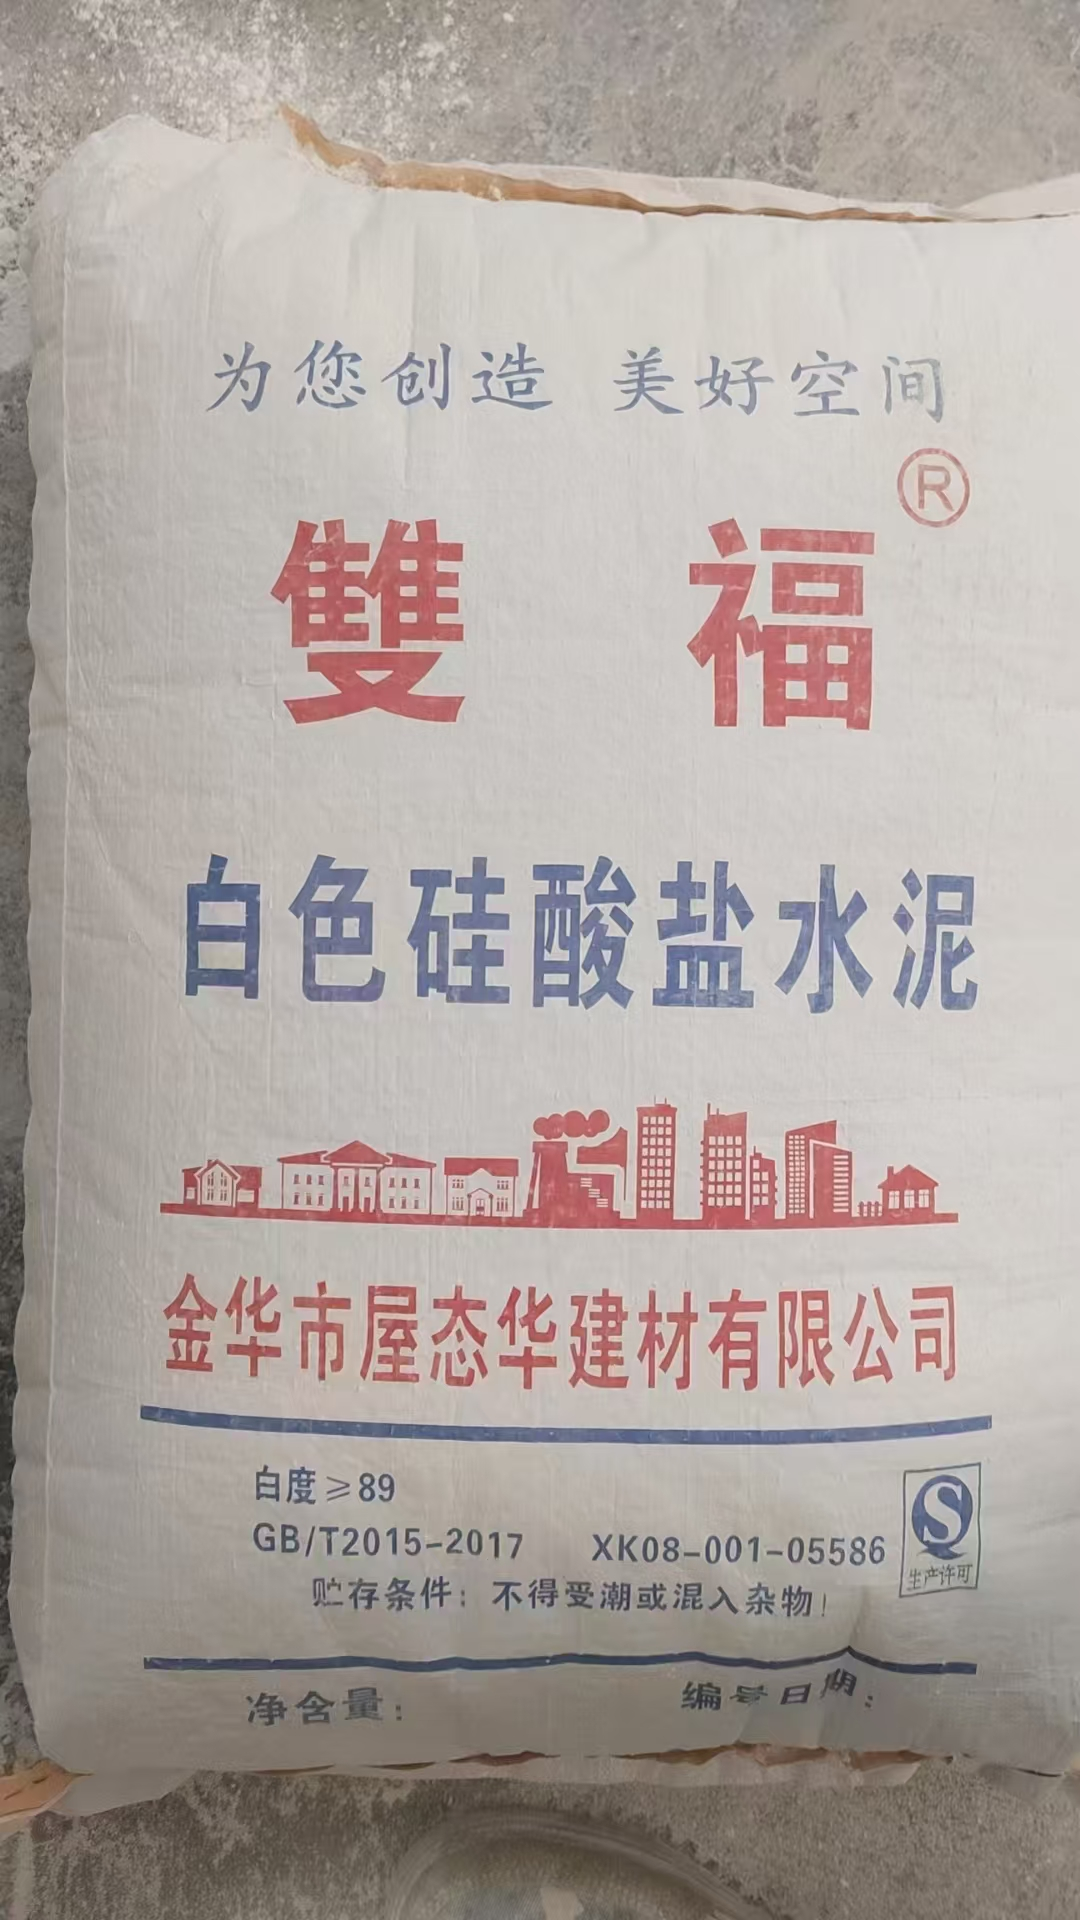 为您创造 美好空间
®
雙福
白色硅酸盐水泥
金华市屋态华建材有限公司
白度≥89
GB/T2015-2017 XK08-001-05586
生产许可
贮存条件：不得受潮或混入杂物！
净含量： 编号日期：